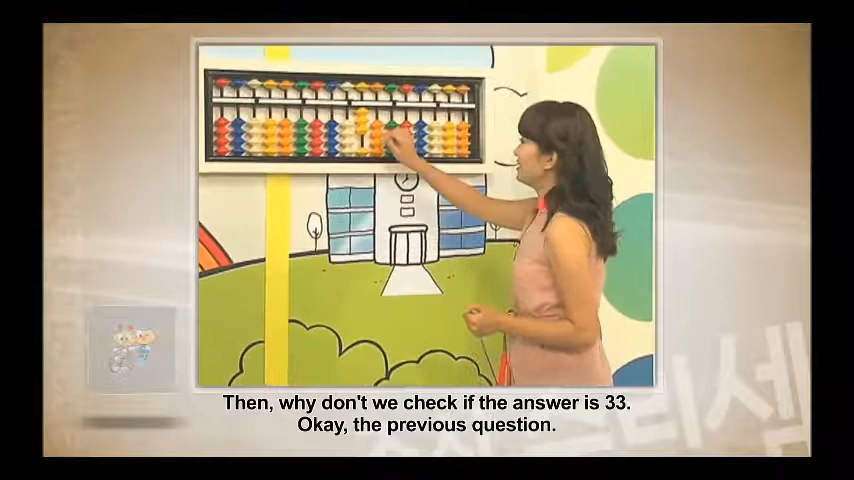 Then, why don't we check if the answer is 33.
Okay, the previous question.